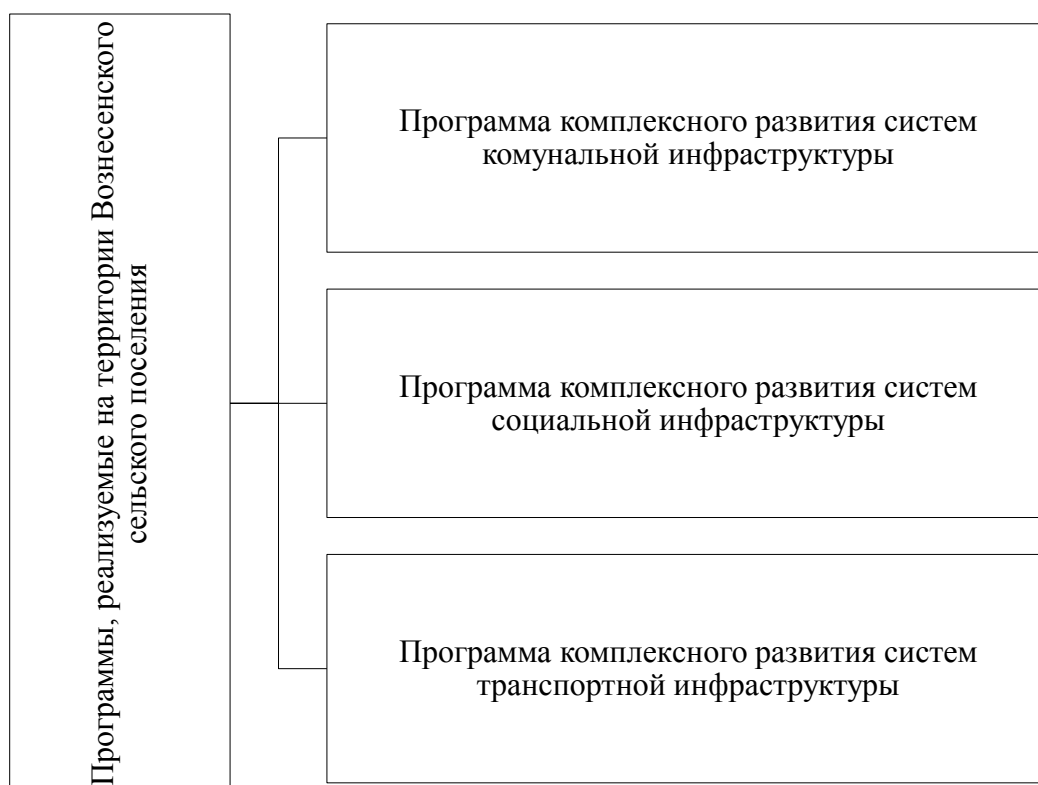 Программы, реализуемые на территории Вознесенского
сельского поселения
Программа комплексного развития систем
комунальной инфраструктуры
Программа комплексного развития систем
социальной инфраструктуры
Программа комплексного развития систем
транспортной инфраструктуры